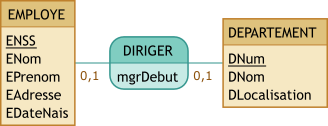 EMPLOYE
ENSS
ENom
EPrenom
EAdresse
EDateNais
0,1
DIRIGER
mgrDebut
0,1
DEPARTEMENT
DNum
DNom
DLocalisation